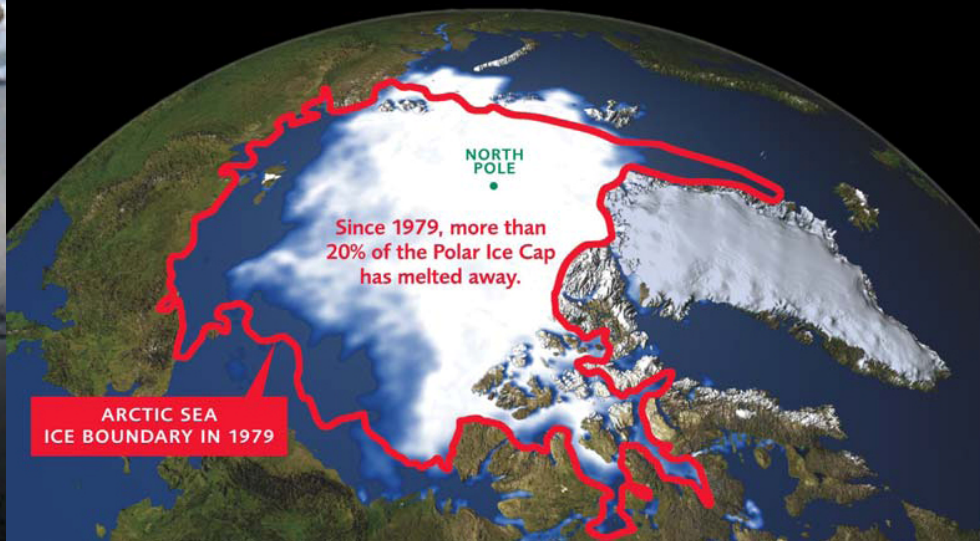 NORTH
POLE
Since 1979, more than
20% of the Polar Ice Cap
has melted away.
ARCTIC SEA
ICE BOUNDARY IN 1979